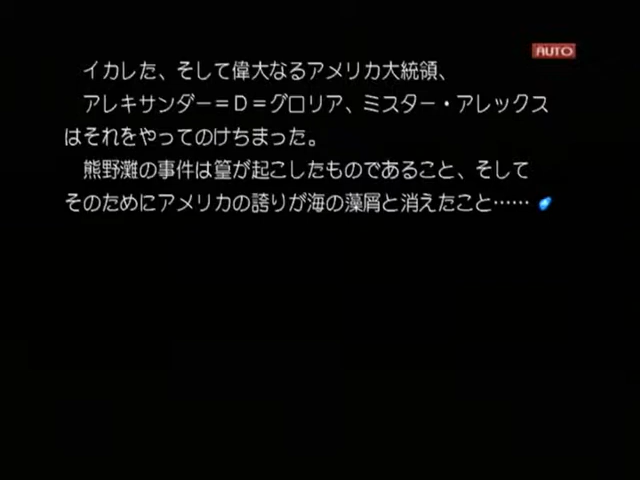 AUTO
イカレた、そして偉大なるアメリカ大統領、
アレキサンダー＝D＝グロリア、ミスター・アレックス
はそれをやってのけちまった。
熊野灘の事件は篁が起こしたものであること、そして
そのためにアメリカの誇りが海の藻屑と消えたこと……